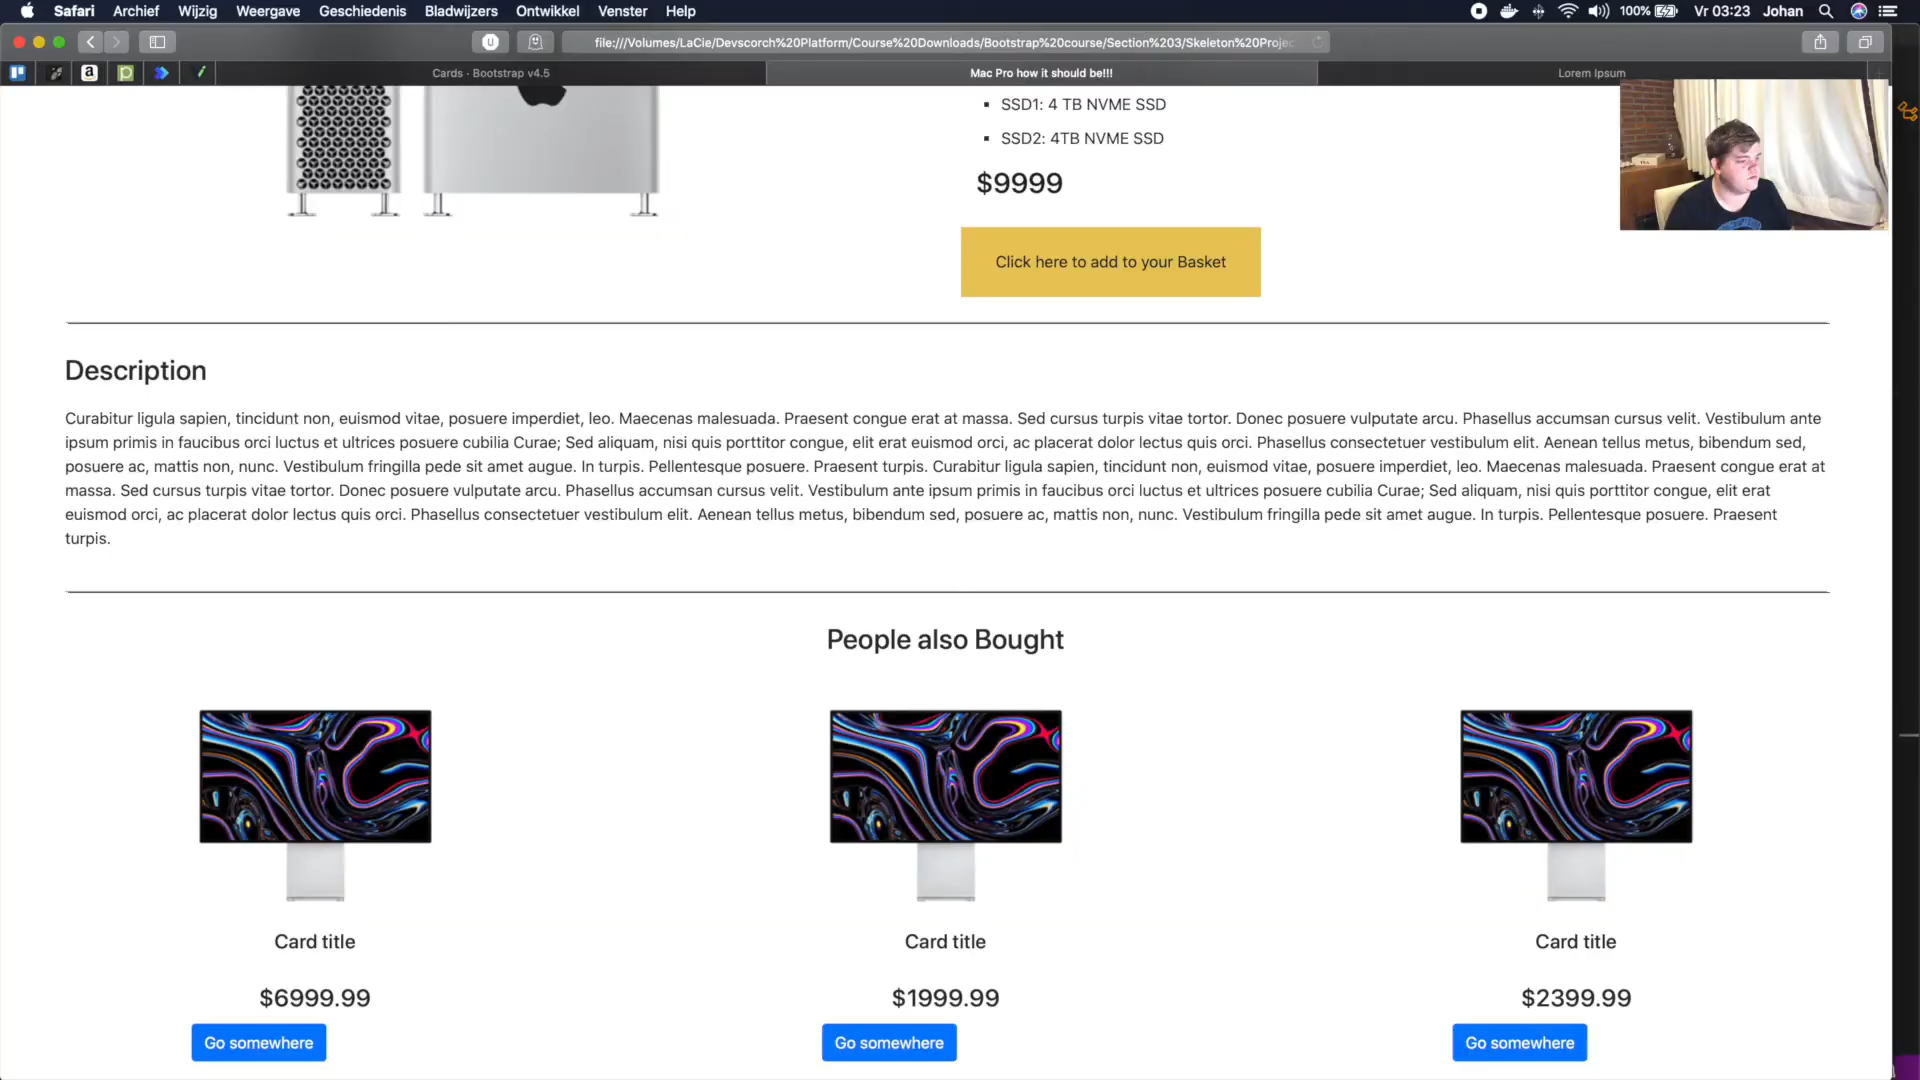 Safari Archief Wijzig Weergave Geschiedenis Bladwijzers Ontwikkel Venster Help 100% Vr 03:23 Johan
file:///Volumes/LaCie/Devscorch%20Platform/Course%20Downloads/Bootstrap%20course/Section%203/Skeleton%20Projec
Cards · Bootstrap v4.5 Mac Pro how it should be!!! Lorem Ipsum
▪ SSD1: 4 TB NVME SSD
▪ SSD2: 4TB NVME SSD
$9999
Click here to add to your Basket
Description
Curabitur ligula sapien, tincidunt non, euismod vitae, posuere imperdiet, leo. Maecenas malesuada. Praesent congue erat at massa. Sed cursus turpis vitae tortor. Donec posuere vulputate arcu. Phasellus accumsan cursus velit. Vestibulum ante
ipsum primis in faucibus orci luctus et ultrices posuere cubilia Curae; Sed aliquam, nisi quis porttitor congue, elit erat euismod orci, ac placerat dolor lectus quis orci. Phasellus consectetuer vestibulum elit. Aenean tellus metus, bibendum sed,
posuere ac, mattis non, nunc. Vestibulum fringilla pede sit amet augue. In turpis. Pellentesque posuere. Praesent turpis. Curabitur ligula sapien, tincidunt non, euismod vitae, posuere imperdiet, leo. Maecenas malesuada. Praesent congue erat at
massa. Sed cursus turpis vitae tortor. Donec posuere vulputate arcu. Phasellus accumsan cursus velit. Vestibulum ante ipsum primis in faucibus orci luctus et ultrices posuere cubilia Curae; Sed aliquam, nisi quis porttitor congue, elit erat
euismod orci, ac placerat dolor lectus quis orci. Phasellus consectetuer vestibulum elit. Aenean tellus metus, bibendum sed, posuere ac, mattis non, nunc. Vestibulum fringilla pede sit amet augue. In turpis. Pellentesque posuere. Praesent
turpis.
People also Bought
Card title Card title Card title
$6999.99 $1999.99 $2399.99
Go somewhere Go somewhere Go somewhere